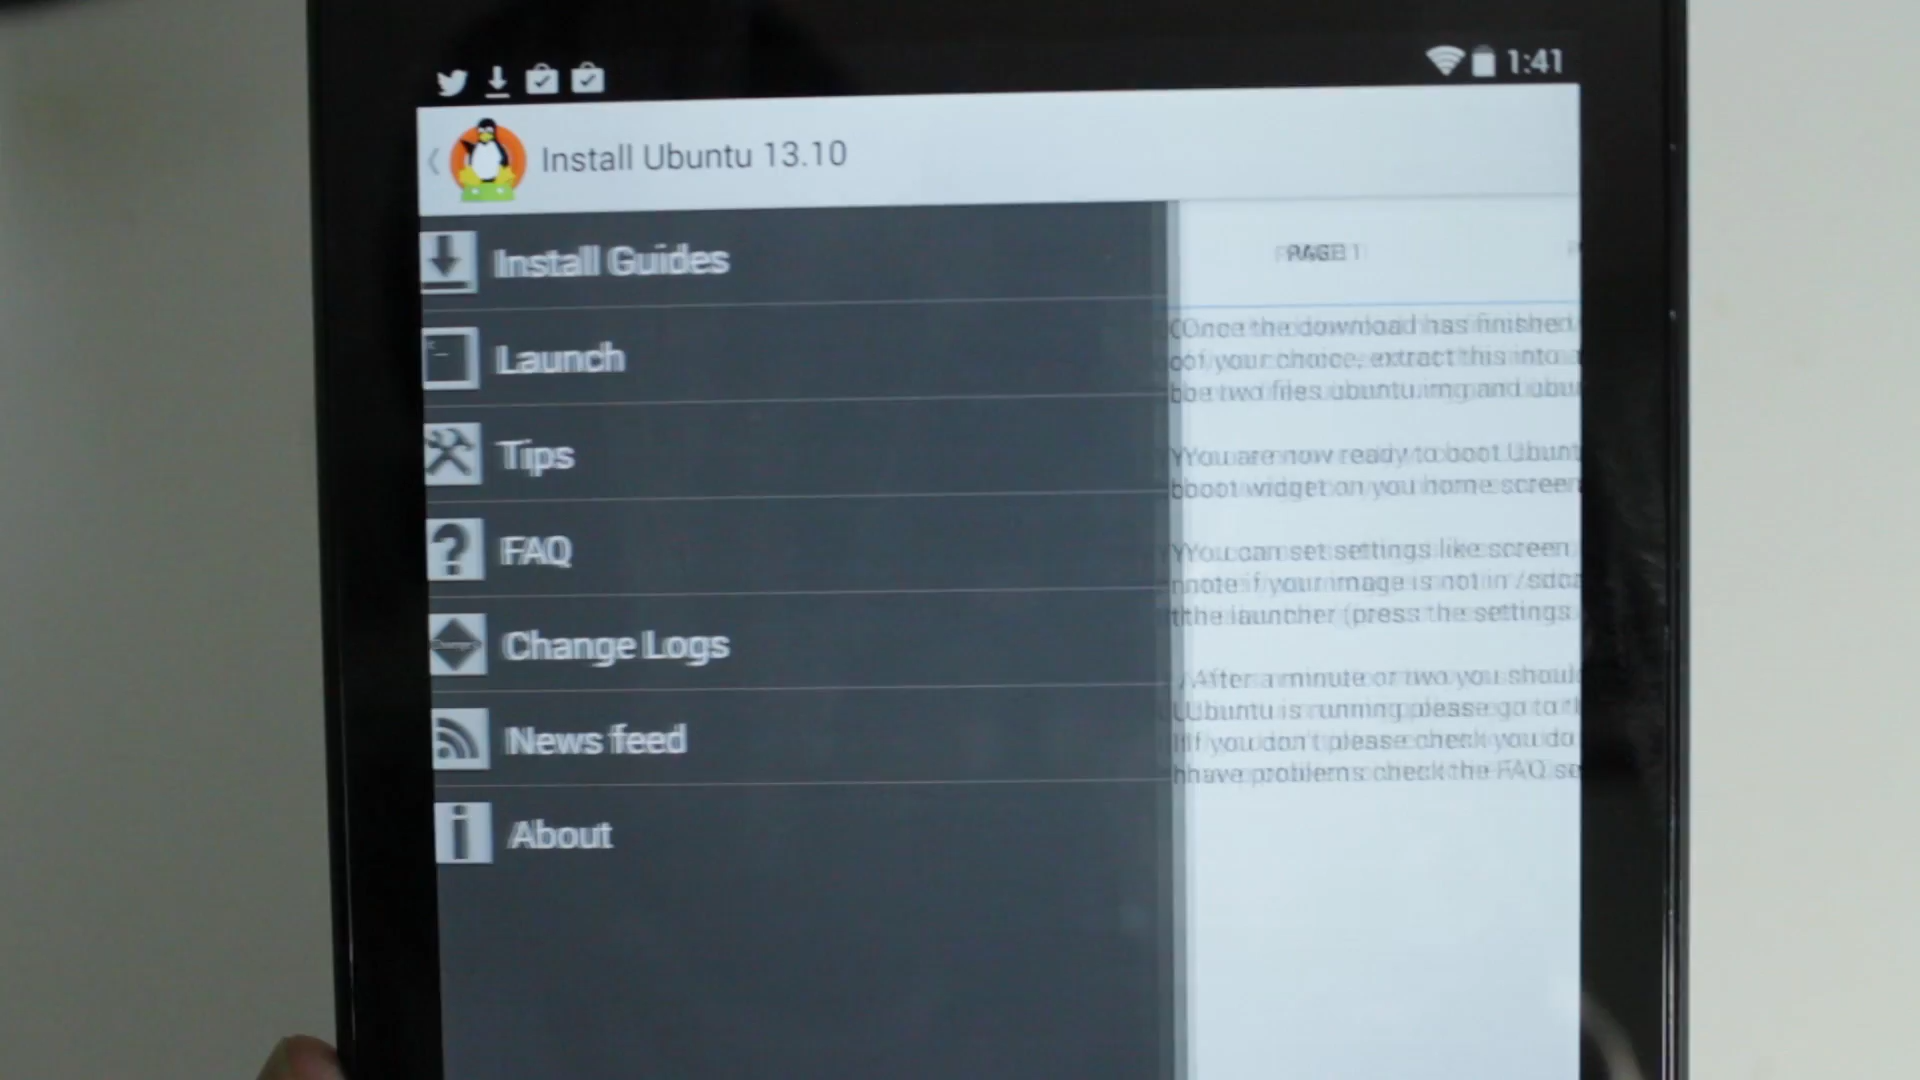 1:41
Install Ubuntu 13.10
Install Guides
Launch
Tips
FAQ
Change Logs
News feed
About
PAGE 1
Once the download has finished
of your choice, extract this into a
be two files ubuntu.img and ubun
You are now ready to boot Ubunt
boot widget on you home screen
You can set settings like screen
note if your image is not in /sdca
the launcher (press the settings
After a minute or two you should
Ubuntu is running please go to t
If you don't please check you do
have problems check the FAQ se